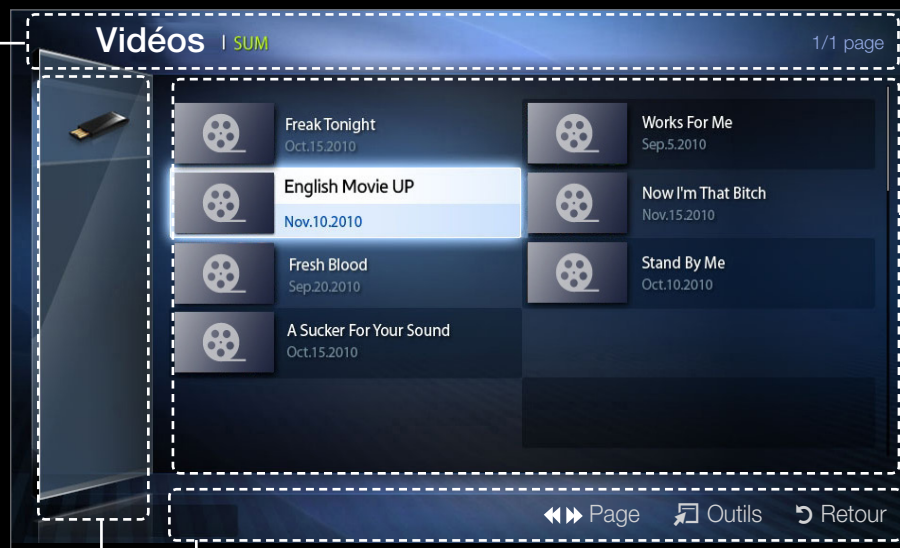 Vidéos | SUM
1/1 page
Freak Tonight
Oct.15.2010
English Movie UP
Nov.10.2010
Fresh Blood
Sep.20.2010
A Sucker For Your Sound
Oct.15.2010
Works For Me
Sep.5.2010
Now I'm That Bitch
Nov.15.2010
Stand By Me
Oct.10.2010
Page Outils Retour